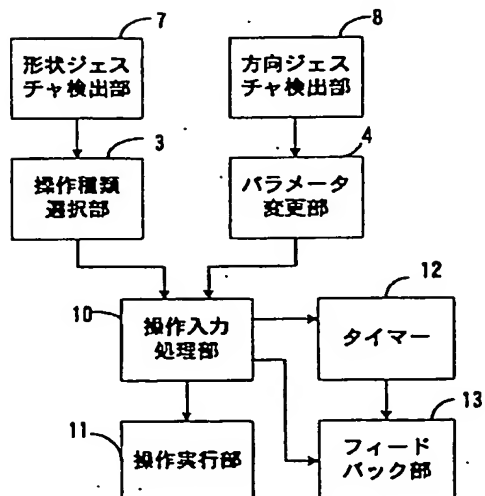 7
8
形状ジェス
チャ検出部
方向ジェス
チャ検出部
3
4
操作種類
選択部
パラメータ
変更部
10
操作入力
処理部
12
タイマー
11
操作実行部
13
フィード
バック部